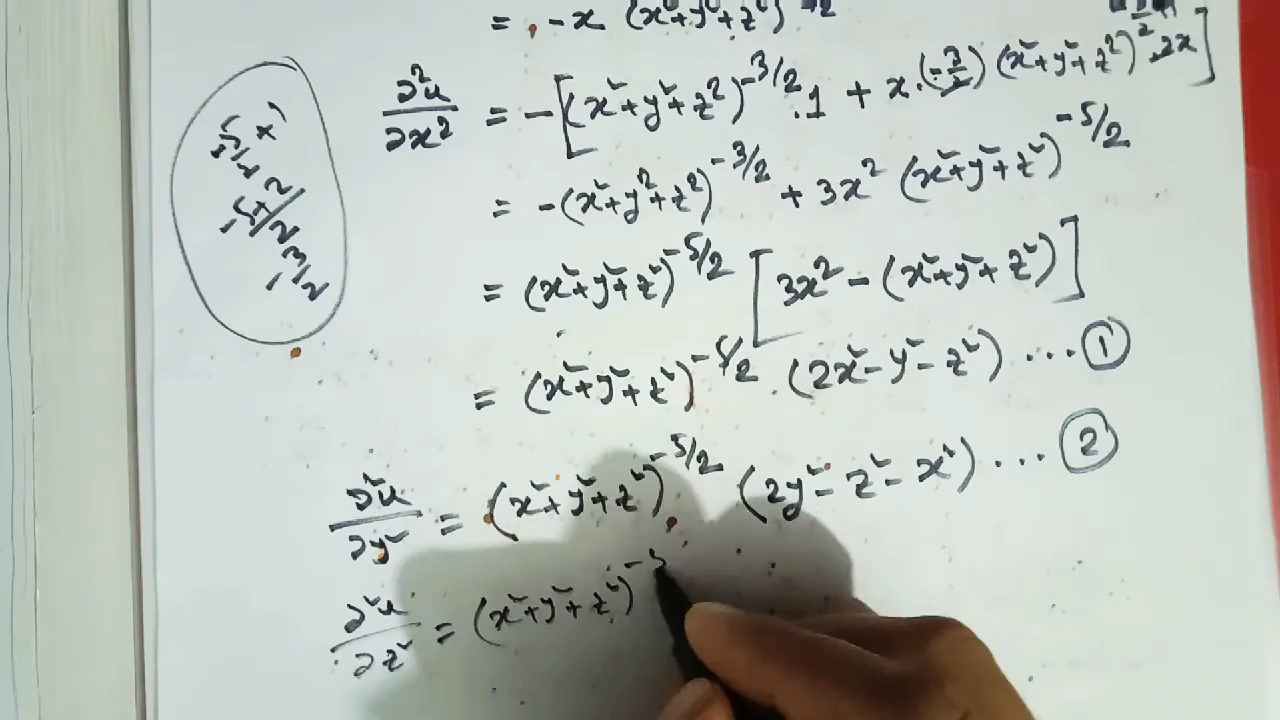 = -x (x²+y²+z²)
∂²u/∂x² = -[(x²+y²+z²)^-3/2 .1 + x.(-3/2) (x²+y²+z²) .2x]
= -(x²+y²+z²)^-3/2 + 3x² (x²+y²+z²)^-5/2
= (x²+y²+z²)^-5/2 [3x² - (x²+y²+z²)]
= (x²+y²+z²)^-5/2 . (2x²-y²-z²) ... ①
∂²u/∂y² = (x²+y²+z²)^-5/2 (2y²-z²-x²) ... ②
∂²u/∂z² = (x²+y²+z²)^-5
-5/2 + 1
-5+2/2
-3/2